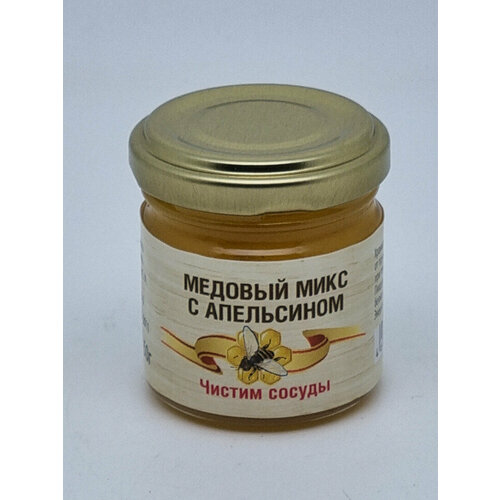 МЕДОВЫЙ МИКС
С АПЕЛЬСИНОМ
Чистим сосуды